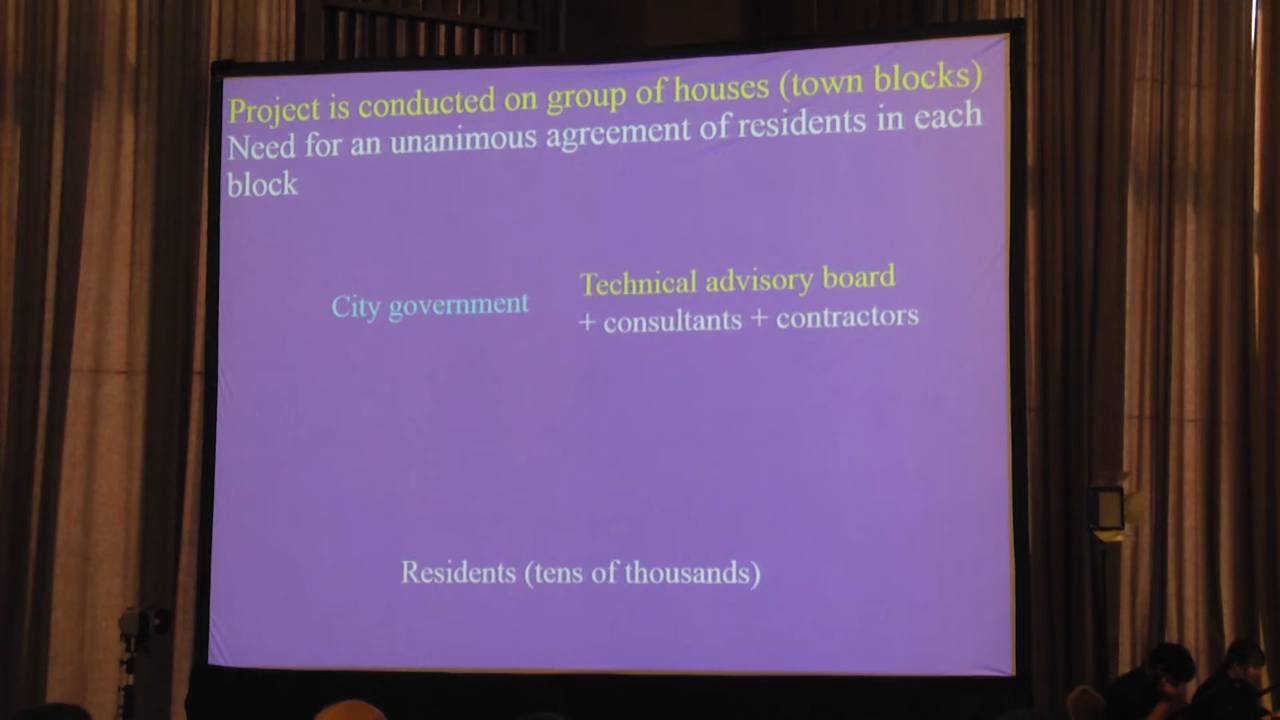 Project is conducted on group of houses (town blocks)
Need for an unanimous agreement of residents in each
block
City government
Technical advisory board
+ consultants + contractors
Residents (tens of thousands)